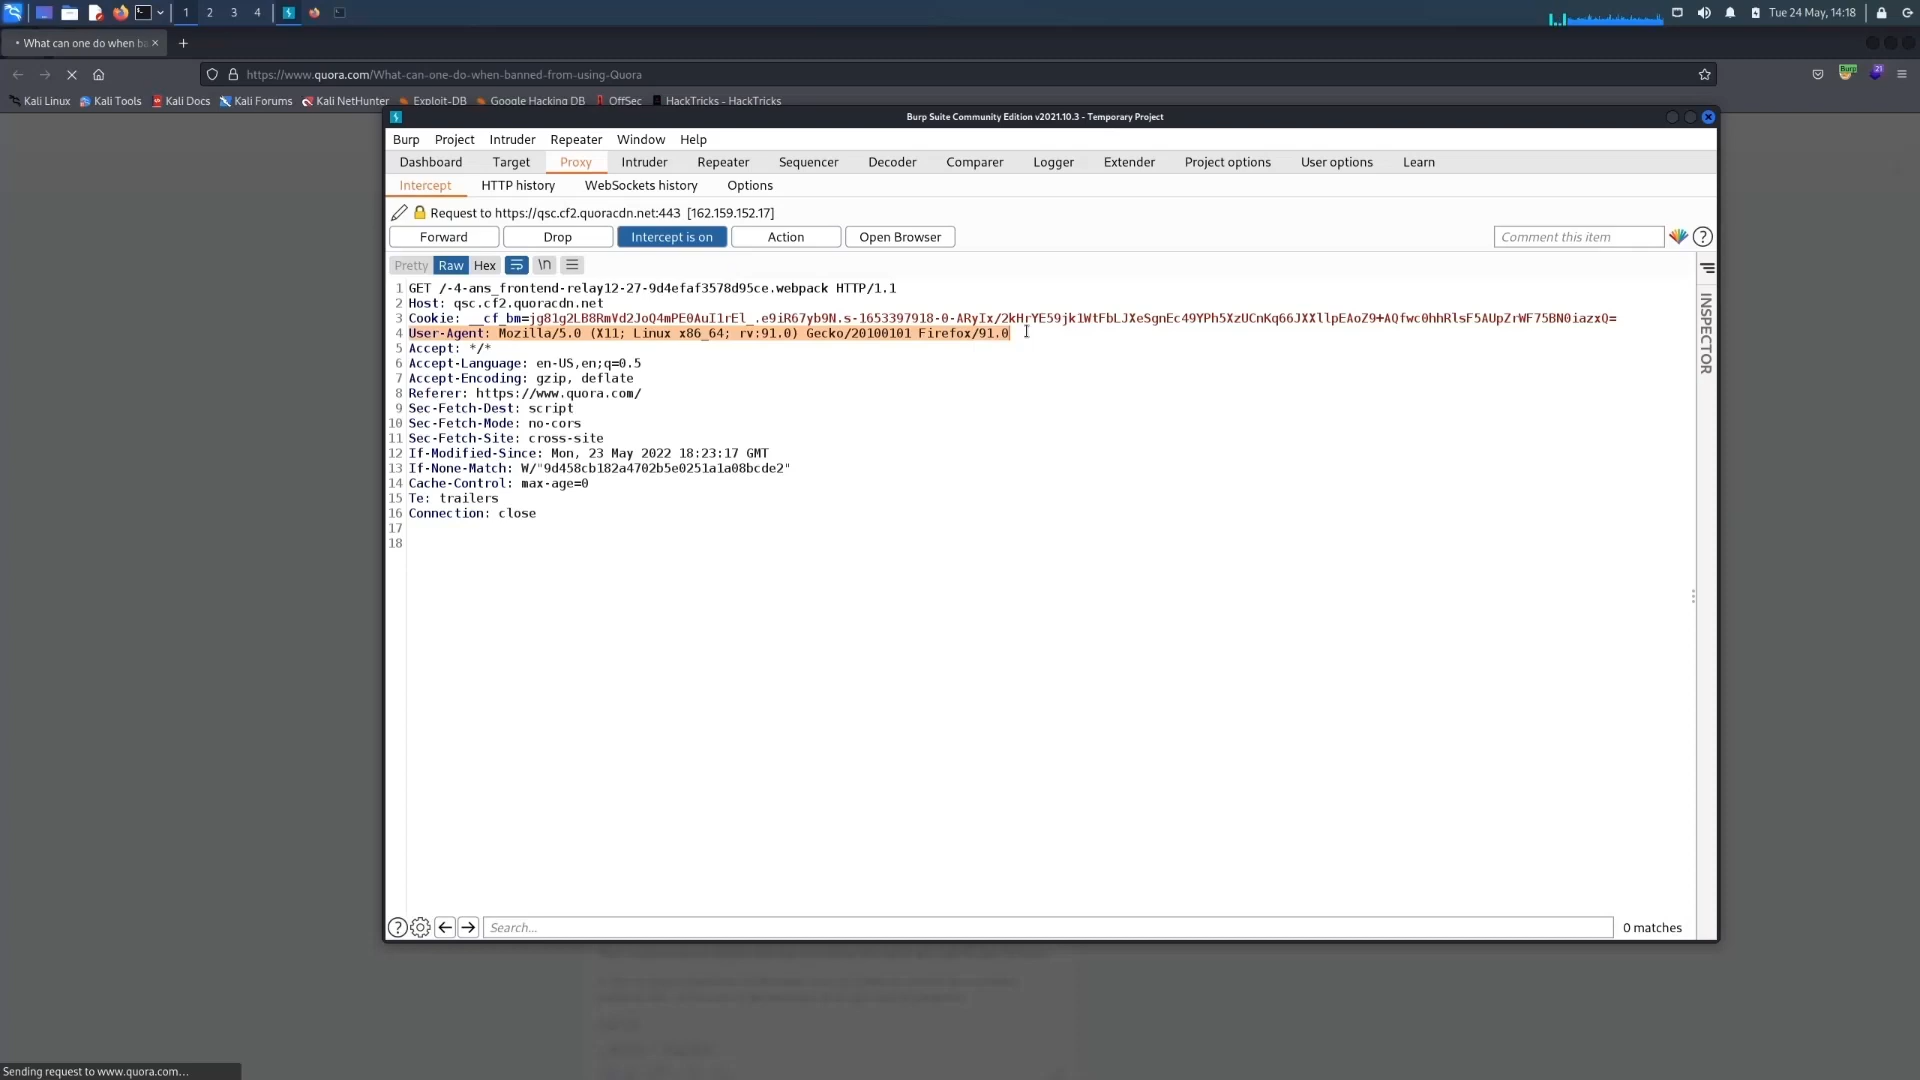 1
2
3
4
Tue 24 May, 14:18
What can one do when ba
https://www.quora.com/What-can-one-do-when-banned-from-using-Quora
Burp
21
Kali Linux
Kali Tools
Kali Docs
Kali Forums
Kali NetHunter
Exploit-DB
Google Hacking DB
OffSec
HackTricks - HackTricks
Burp Suite Community Edition v2021.10.3 - Temporary Project
Burp Project Intruder Repeater Window Help
Dashboard Target Proxy Intruder Repeater Sequencer Decoder Comparer Logger Extender Project options User options Learn
Intercept HTTP history WebSockets history Options
Request to https://qsc.cf2.quoracdn.net:443 [162.159.152.17]
Forward Drop Intercept is on Action Open Browser Comment this item ?
Pretty Raw Hex \n
1 GET /-4-ans_frontend-relay12-27-9d4efaf3578d95ce.webpack HTTP/1.1
2 Host: qsc.cf2.quoracdn.net
3 Cookie: __cf_bm=jg81g2LB8RmVd2JoQ4mPE0AuI1rEl_.e9iR67yb9N.s-1653397918-0-ARyIx/2kHrYE59jk1WtFbLJXeSgnEc49YPh5XzUCnKq66JXXllpEAoZ9+AQfwc0hhRlsF5AUpZrWF75BN0iazxQ=
4 User-Agent: Mozilla/5.0 (X11; Linux x86_64; rv:91.0) Gecko/20100101 Firefox/91.0
5 Accept: */*
6 Accept-Language: en-US,en;q=0.5
7 Accept-Encoding: gzip, deflate
8 Referer: https://www.quora.com/
9 Sec-Fetch-Dest: script
10 Sec-Fetch-Mode: no-cors
11 Sec-Fetch-Site: cross-site
12 If-Modified-Since: Mon, 23 May 2022 18:23:17 GMT
13 If-None-Match: W/"9d458cb182a4702b5e0251a1a08bcde2"
14 Cache-Control: max-age=0
15 Te: trailers
16 Connection: close
17
18
INSPECTOR
? Search... 0 matches
Sending request to www.quora.com...